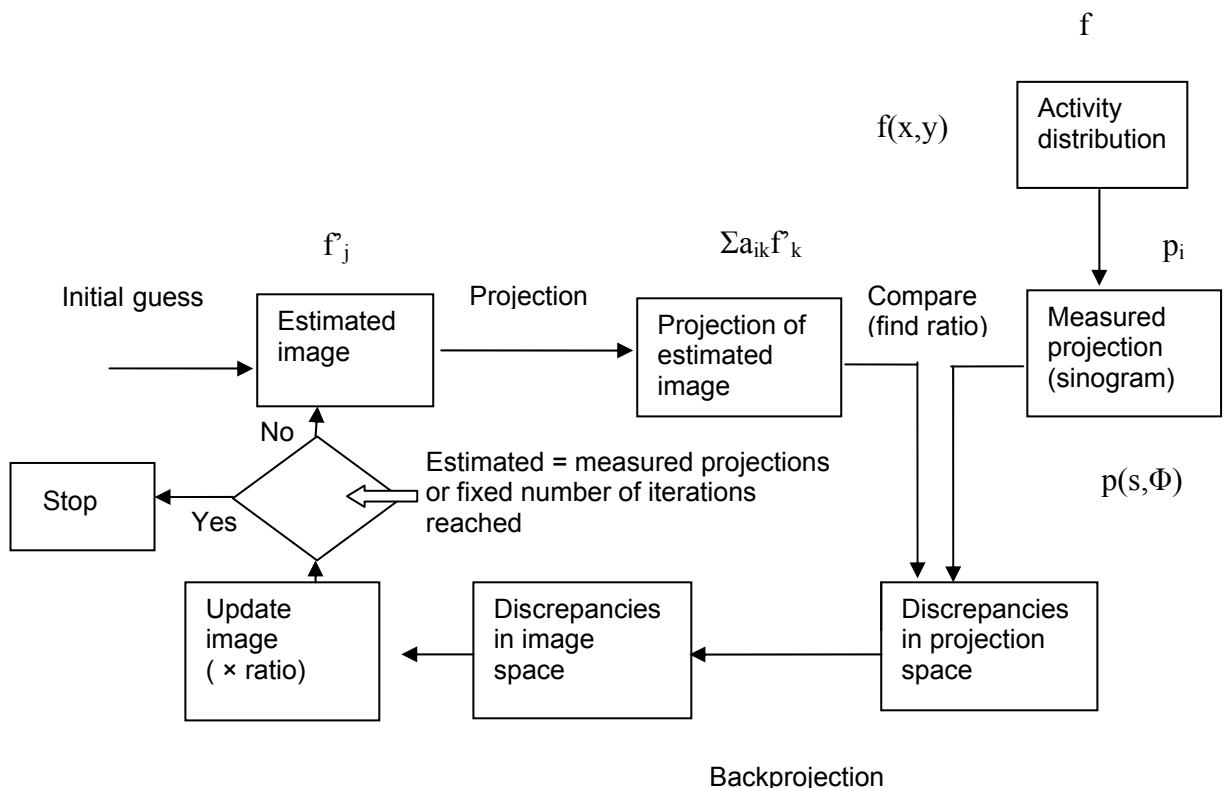 f
Activity
distribution
f(x,y)
f’j
Σaikf’k
pi
Initial guess
Estimated
image
Projection
Projection of
estimated
image
Compare
(find ratio)
Measured
projection
(sinogram)
No
Stop
Yes
Estimated = measured projections
or fixed number of iterations
reached
p(s,Φ)
Update
image
( × ratio)
Discrepancies
in image
space
Discrepancies
in projection
space
Backprojection